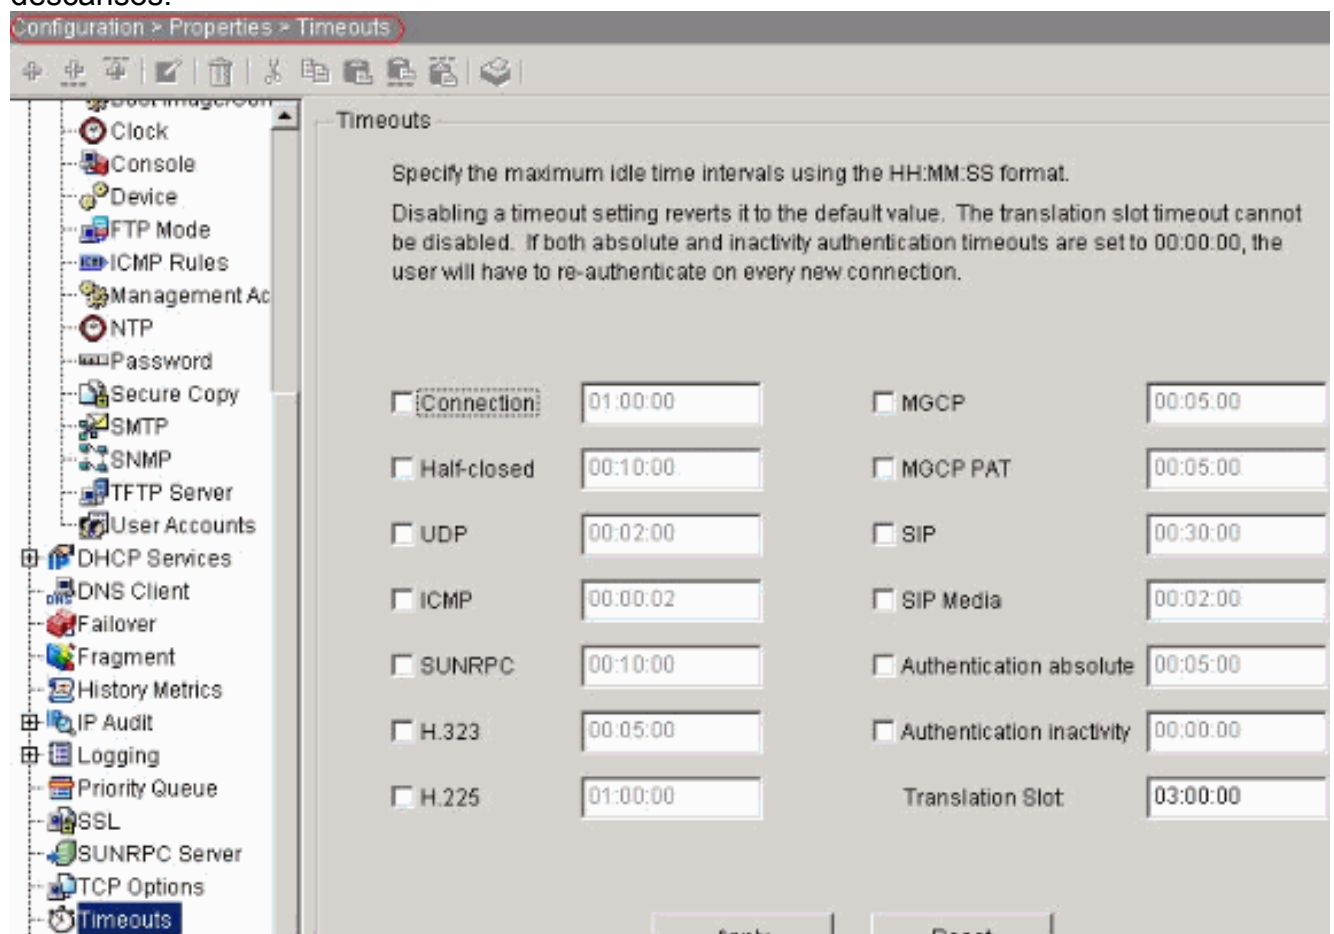 descansos.
Configuration > Properties > Timeouts
Clock
Console
Device
FTP Mode
ICMP Rules
Management Ac
NTP
Password
Secure Copy
SMTP
SNMP
TFTP Server
User Accounts
DHCP Services
DNS Client
Failover
Fragment
History Metrics
IP Audit
Logging
Priority Queue
SSL
SUNRPC Server
TCP Options
Timeouts
Timeouts
Specify the maximum idle time intervals using the HH:MM:SS format.
Disabling a timeout setting reverts it to the default value. The translation slot timeout cannot
be disabled. If both absolute and inactivity authentication timeouts are set to 00:00:00, the
user will have to re-authenticate on every new connection.
Connection 01:00:00 MGCP 00:05:00
Half-closed 00:10:00 MGCP PAT 00:05:00
UDP 00:02:00 SIP 00:30:00
ICMP 00:00:02 SIP Media 00:02:00
SUNRPC 00:10:00 Authentication absolute 00:05:00
H.323 00:05:00 Authentication inactivity 00:00:00
H.225 01:00:00 Translation Slot: 03:00:00